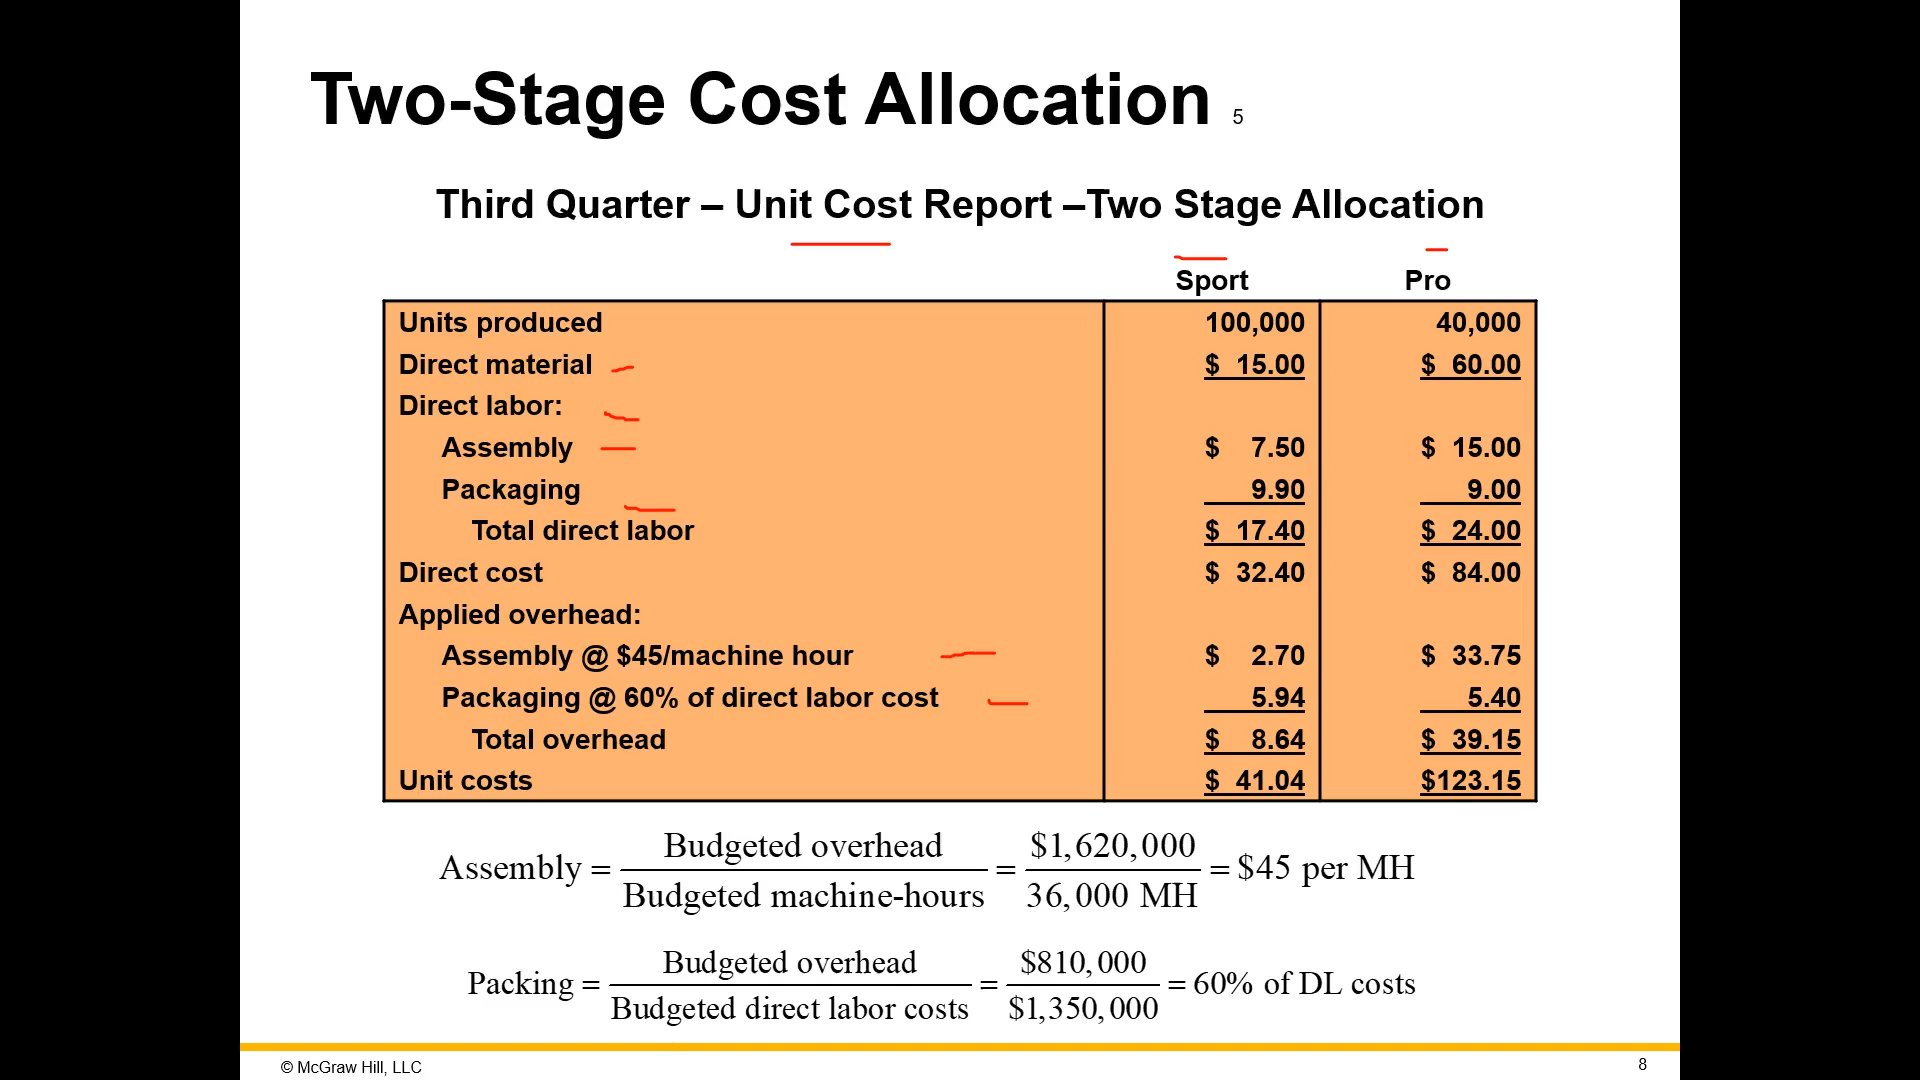 Two-Stage Cost Allocation 5
Third Quarter – Unit Cost Report –Two Stage Allocation
Sport Pro
Units produced 100,000 40,000
Direct material $ 15.00 $ 60.00
Direct labor:
Assembly $ 7.50 $ 15.00
Packaging 9.90 9.00
Total direct labor $ 17.40 $ 24.00
Direct cost $ 32.40 $ 84.00
Applied overhead:
Assembly @ $45/machine hour $ 2.70 $ 33.75
Packaging @ 60% of direct labor cost 5.94 5.40
Total overhead $ 8.64 $ 39.15
Unit costs $ 41.04 $123.15
Assembly = Budgeted overhead / Budgeted machine-hours = $1,620,000 / 36,000 MH = $45 per MH
Packing = Budgeted overhead / Budgeted direct labor costs = $810,000 / $1,350,000 = 60% of DL costs
© McGraw Hill, LLC 8